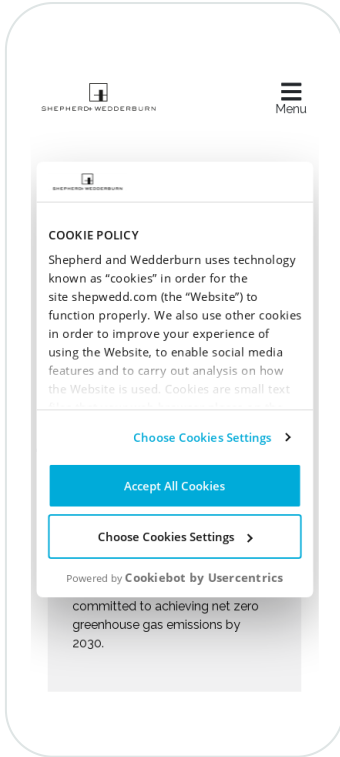 SHEPHERD+ WEDDERBURN
Menu
SHEPHERD+ WEDDERBURN
COOKIE POLICY
Shepherd and Wedderburn uses technology
known as “cookies” in order for the
site shepwedd.com (the “Website”) to
function properly. We also use other cookies
in order to improve your experience of
using the Website, to enable social media
features and to carry out analysis on how
the Website is used. Cookies are small text
Choose Cookies Settings
Accept All Cookies
Choose Cookies Settings
Powered by Cookiebot by Usercentrics
committed to achieving net zero
greenhouse gas emissions by
2030.